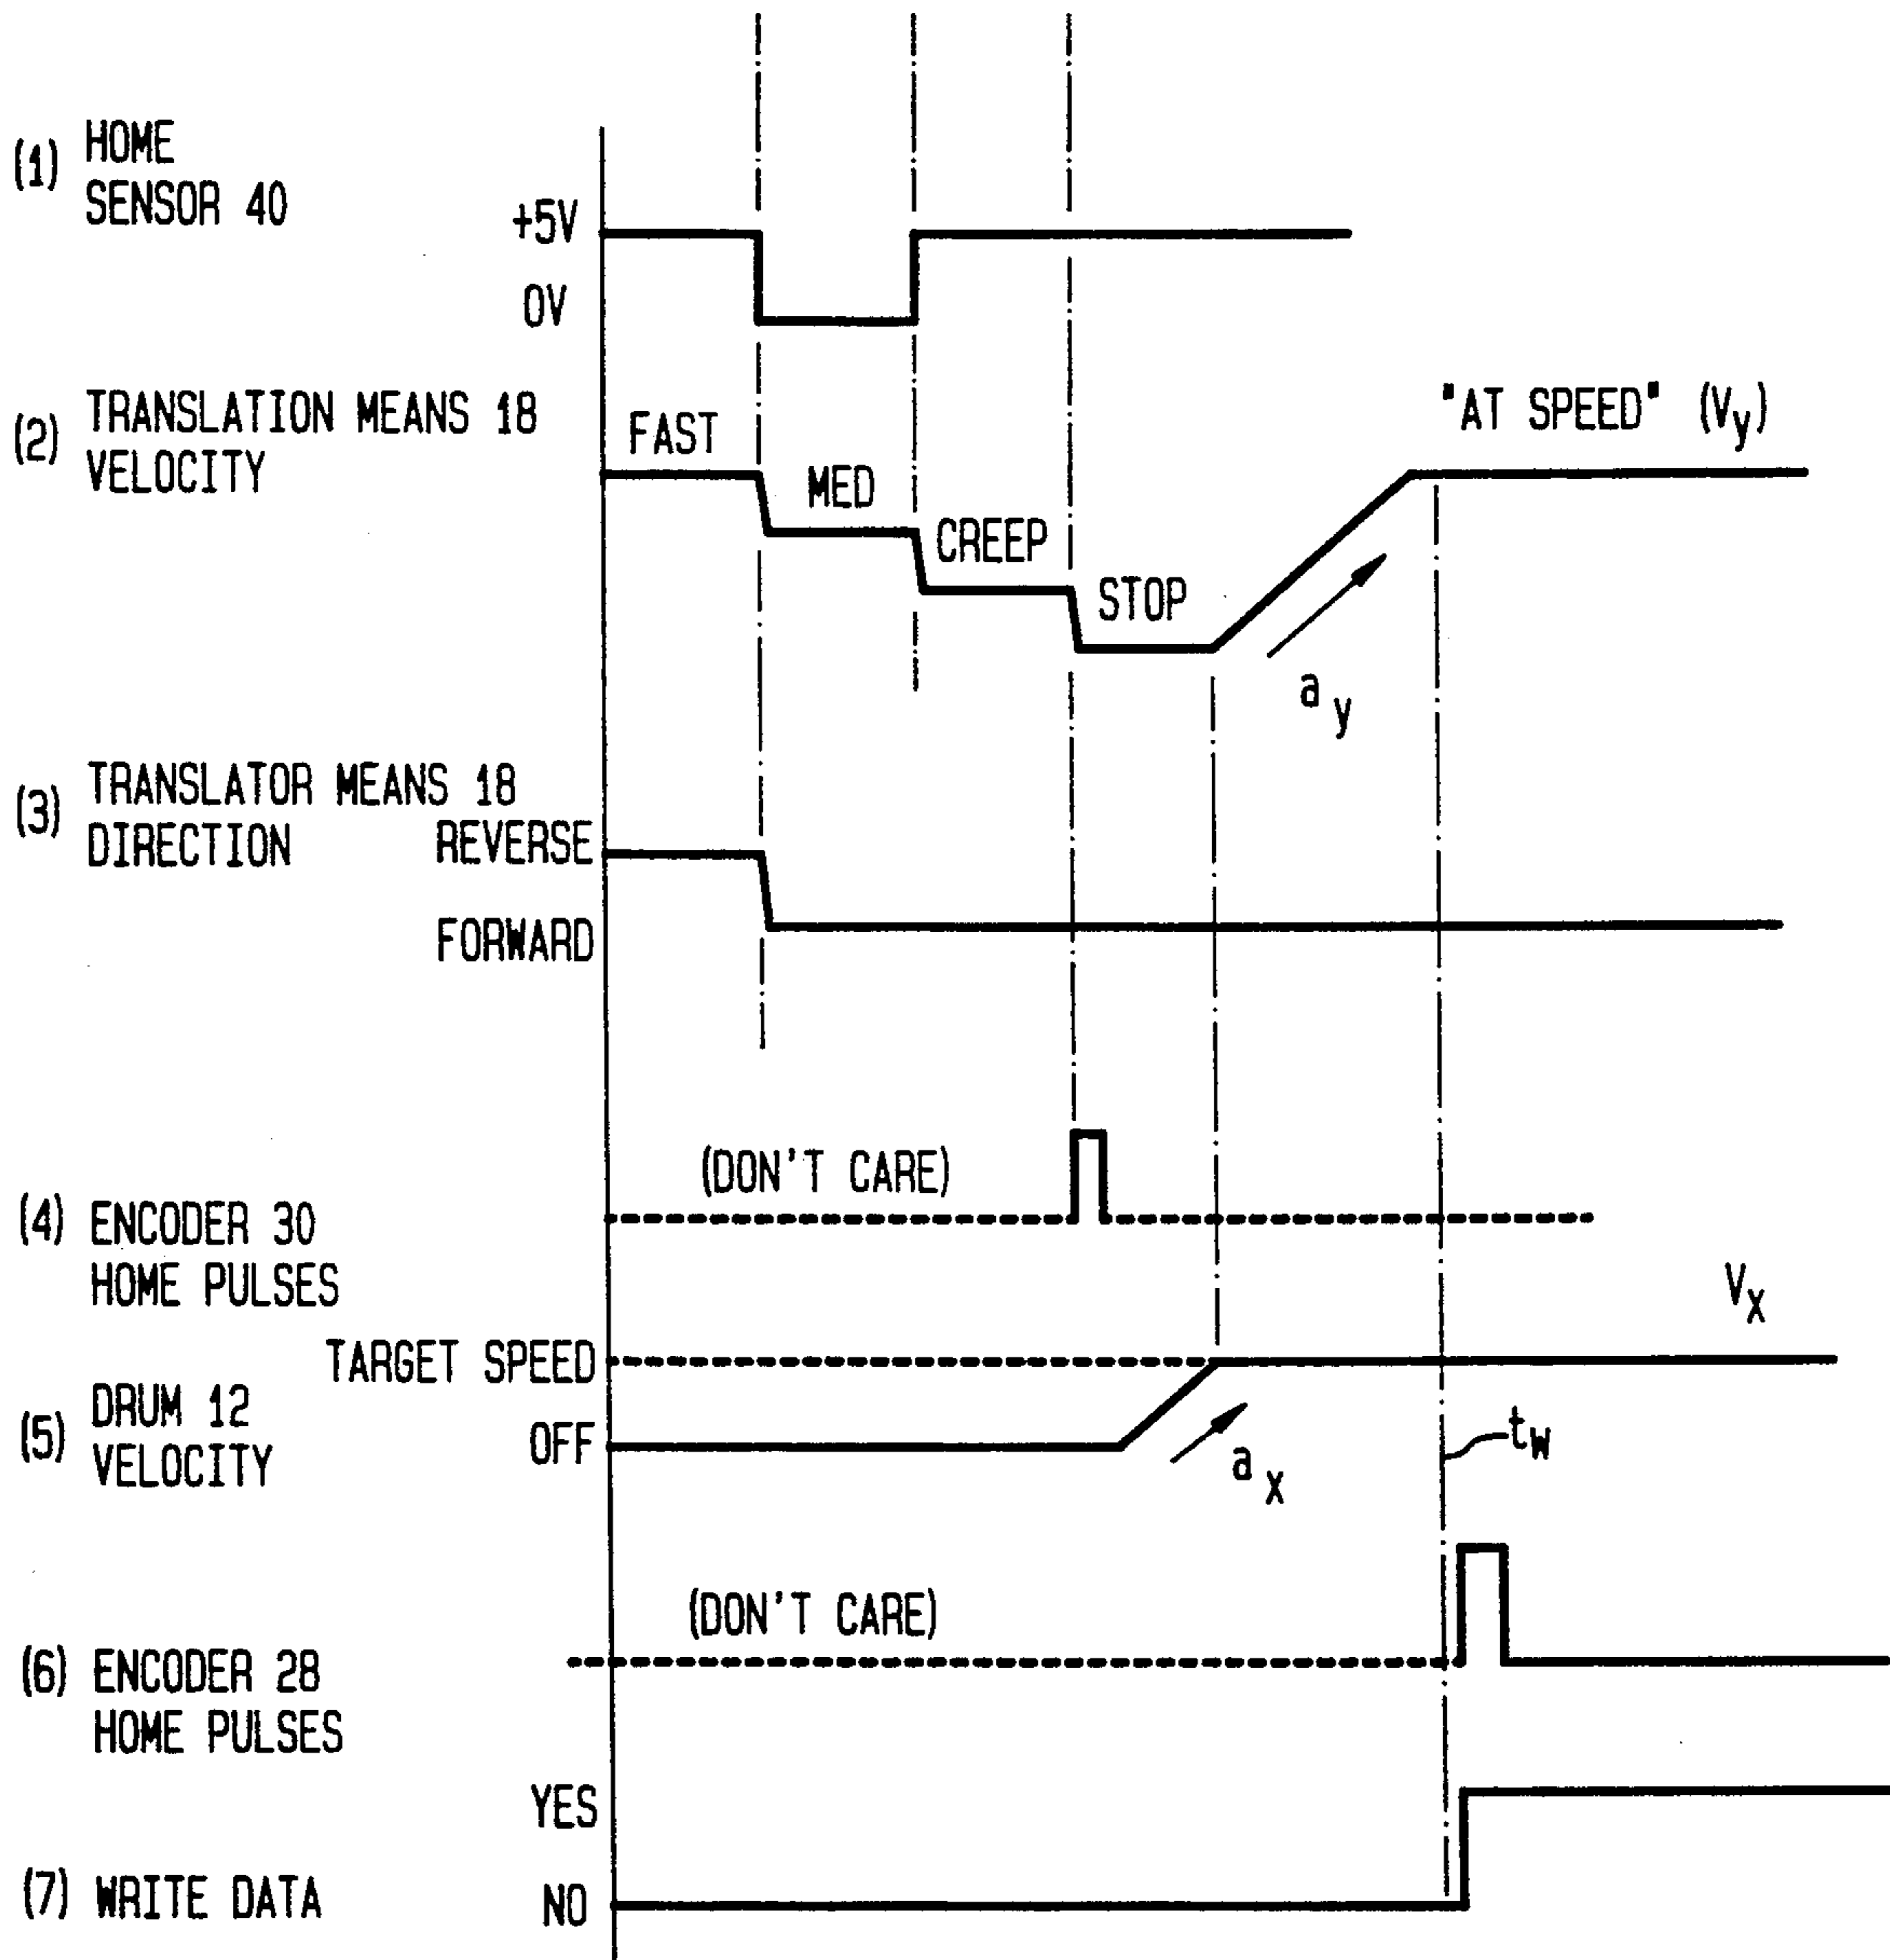 (1) HOME
SENSOR 40
+5V
0V
(2) TRANSLATION MEANS 18
VELOCITY
FAST
MED
CREEP
STOP
"AT SPEED" (Vy)
ay
(3) TRANSLATOR MEANS 18
DIRECTION
REVERSE
FORWARD
(DON'T CARE)
(4) ENCODER 30
HOME PULSES
Vx
TARGET SPEED
(5) DRUM 12
VELOCITY
OFF
ax
tw
(DON'T CARE)
(6) ENCODER 28
HOME PULSES
YES
(7) WRITE DATA
NO